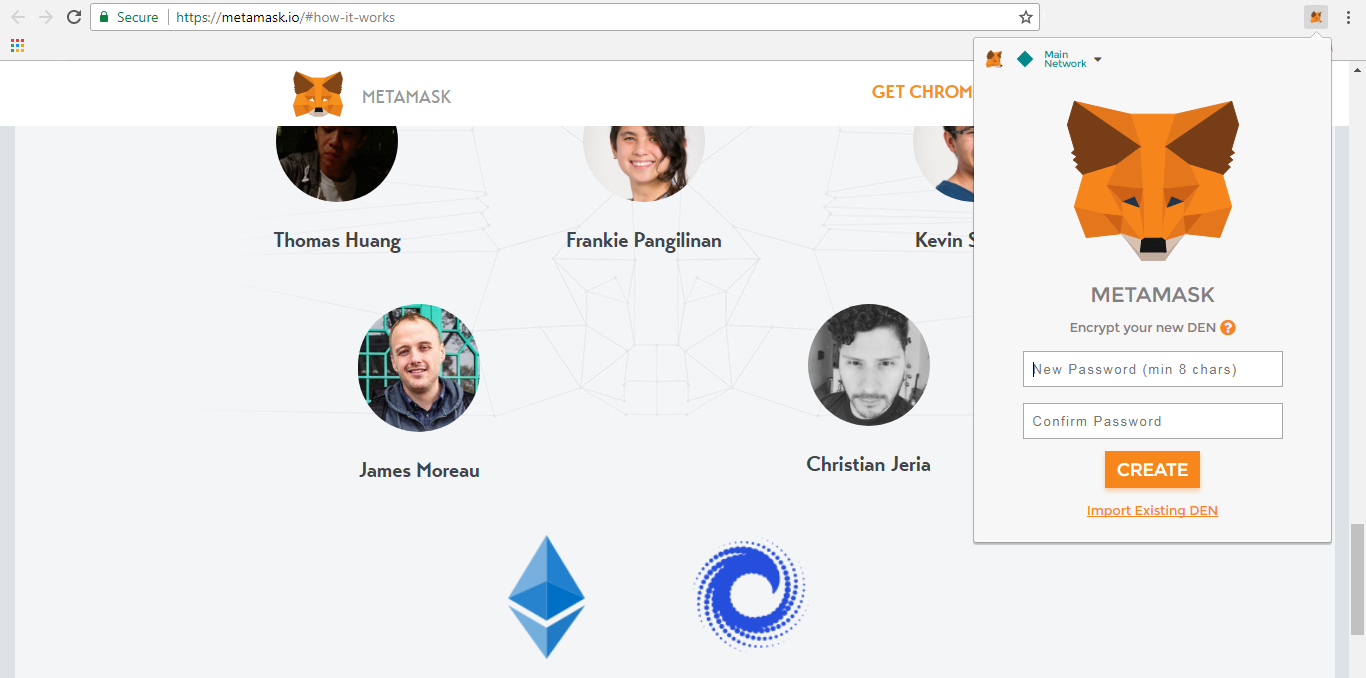 Secure
https://metamask.io/#how-it-works
Main
Network
METAMASK
GET CHROM
Thomas Huang
Frankie Pangilinan
Kevin S
James Moreau
Christian Jeria
METAMASK
Encrypt your new DEN ?
New Password (min 8 chars)
Confirm Password
CREATE
Import Existing DEN